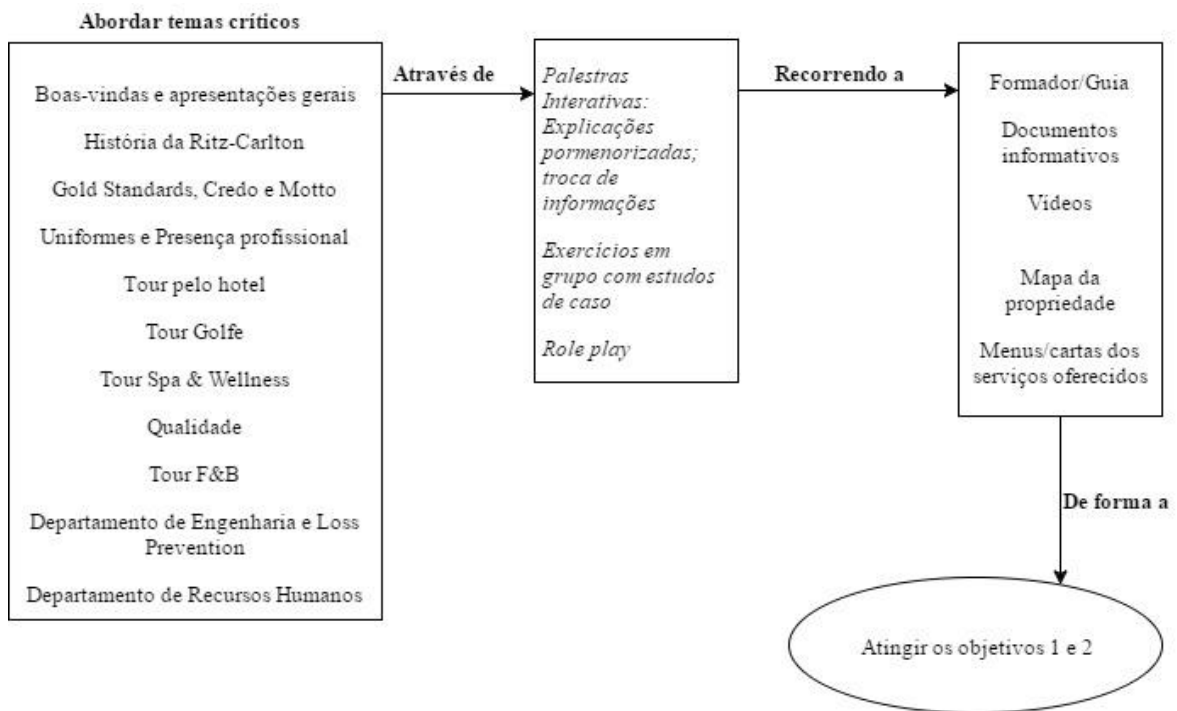 Abordar temas críticos
Boas-vindas e apresentações gerais
História da Ritz-Carlton
Gold Standards, Credo e Motto
Uniformes e Presença profissional
Tour pelo hotel
Tour Golfe
Tour Spa & Wellness
Qualidade
Tour F&B
Departamento de Engenharia e Loss
Prevention
Departamento de Recursos Humanos
Através de
Palestras
Interativas:
Explicações
pormenorizadas;
troca de
informações
Exercícios em
grupo com estudos
de caso
Role play
Recorrendo a
Formador/Guia
Documentos
informativos
Vídeos
Mapa da
propriedade
Menus/cartas dos
serviços oferecidos
De forma a
Atingir os objetivos 1 e 2